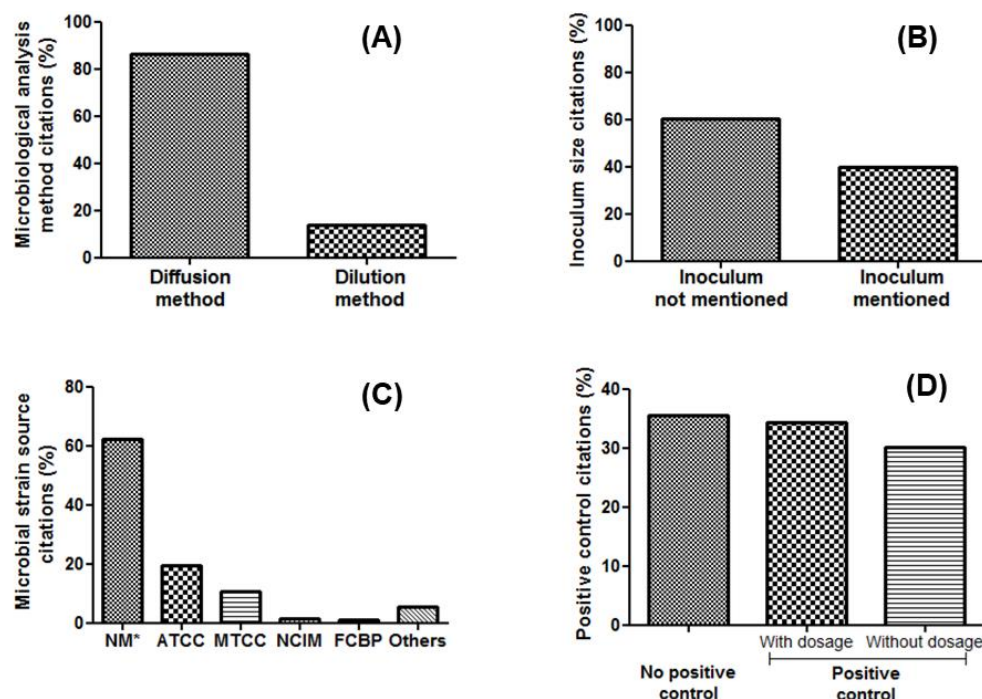 (A)
Microbiological analysis
method citations (%)
100
80
60
40
20
0
Diffusion
method
Dilution
method
(B)
Inoculum size citations (%)
100
80
60
40
20
0
Inoculum
not mentioned
Inoculum
mentioned
(C)
Microbial strain source
citations (%)
80
60
40
20
0
NM* ATCC MTCC NCIM FCBP Others
(D)
Positive control citations (%)
40
30
20
10
0
With dosage Without dosage
No positive
control
Positive
control